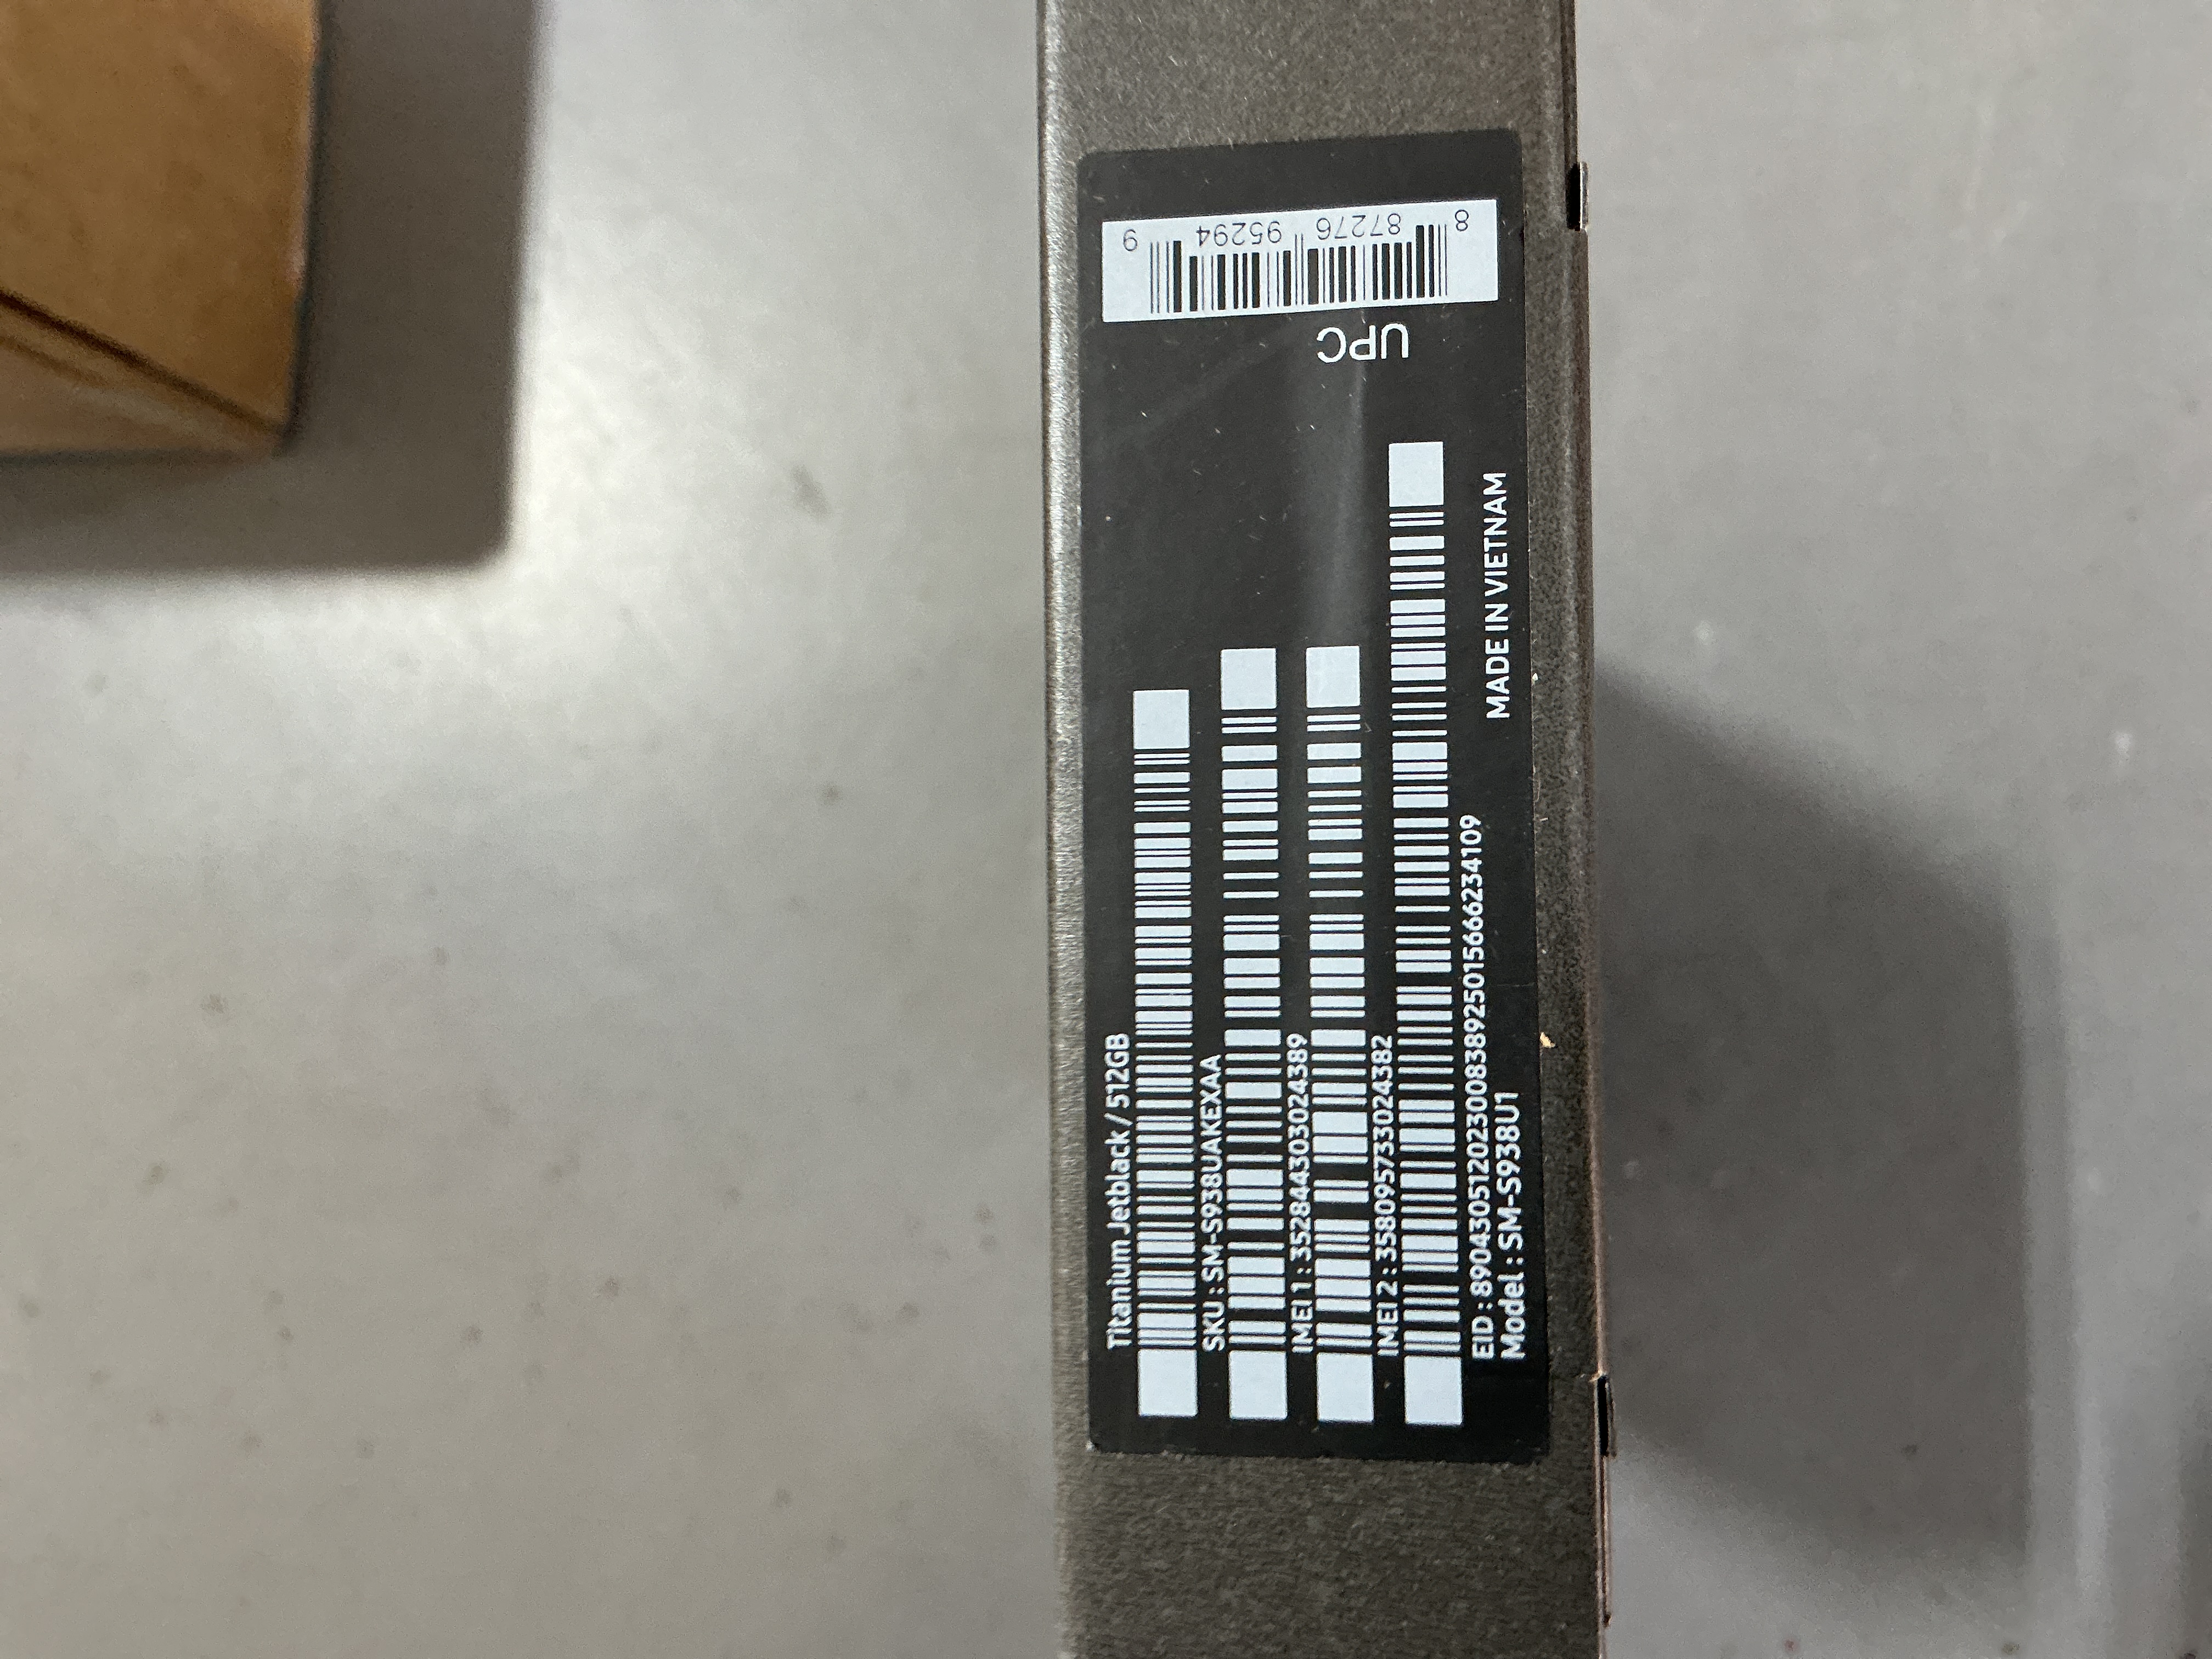 Titanium Jetblack / 512GB
SKU : SM-S938UAKEXAA
IMEI 1 : 352844303024389
IMEI 2 : 358095733024382
EID : 89043051202300838925015666234109
Model : SM-S938U1
MADE IN VIETNAM
UPC
8 87276 95294 9